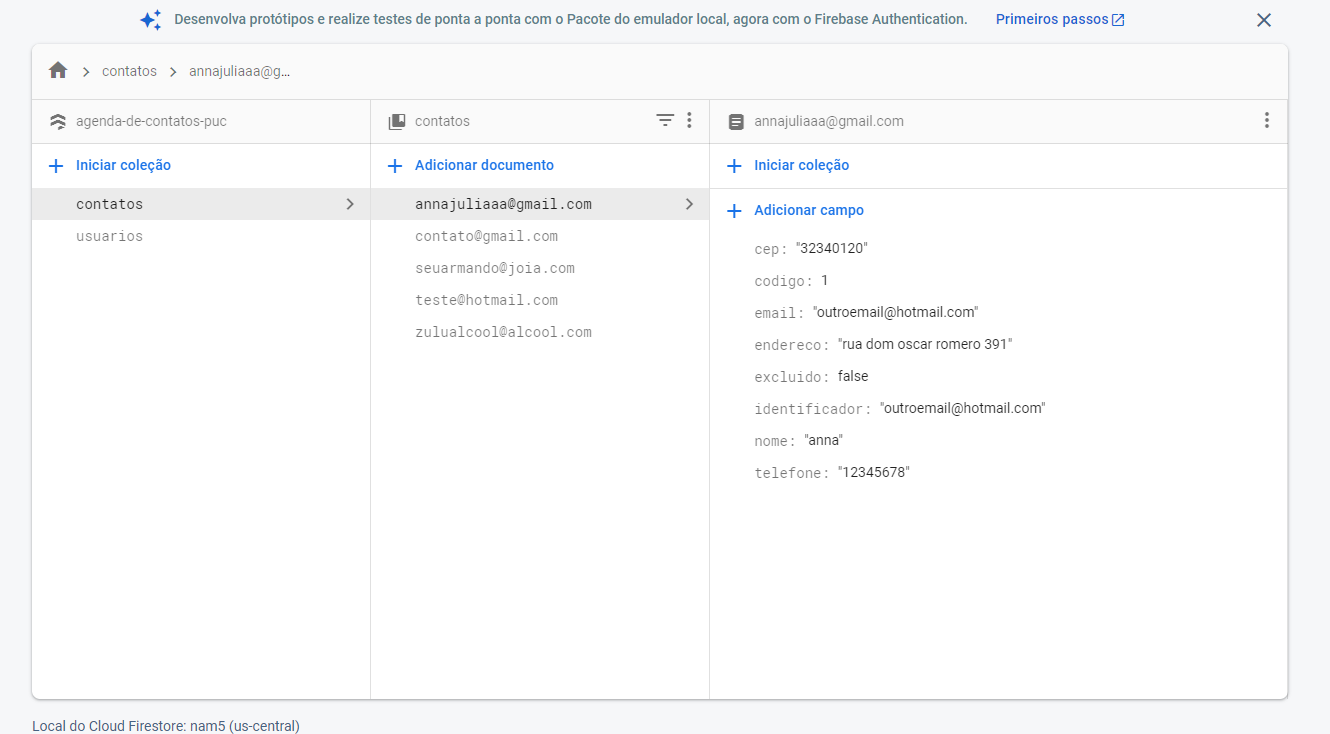 Desenvolva protótipos e realize testes de ponta a ponta com o Pacote do emulador local, agora com o Firebase Authentication. Primeiros passos
contatos annajuliaaa@g...
agenda-de-contatos-puc
Iniciar coleção
contatos
usuarios
contatos
Adicionar documento
annajuliaaa@gmail.com
contato@gmail.com
seuarmando@joia.com
teste@hotmail.com
zulualcool@alcool.com
annajuliaaa@gmail.com
Iniciar coleção
Adicionar campo
cep: "32340120"
codigo: 1
email: "outroemail@hotmail.com"
endereco: "rua dom oscar romero 391"
excluido: false
identificador: "outroemail@hotmail.com"
nome: "anna"
telefone: "12345678"
Local do Cloud Firestore: nam5 (us-central)